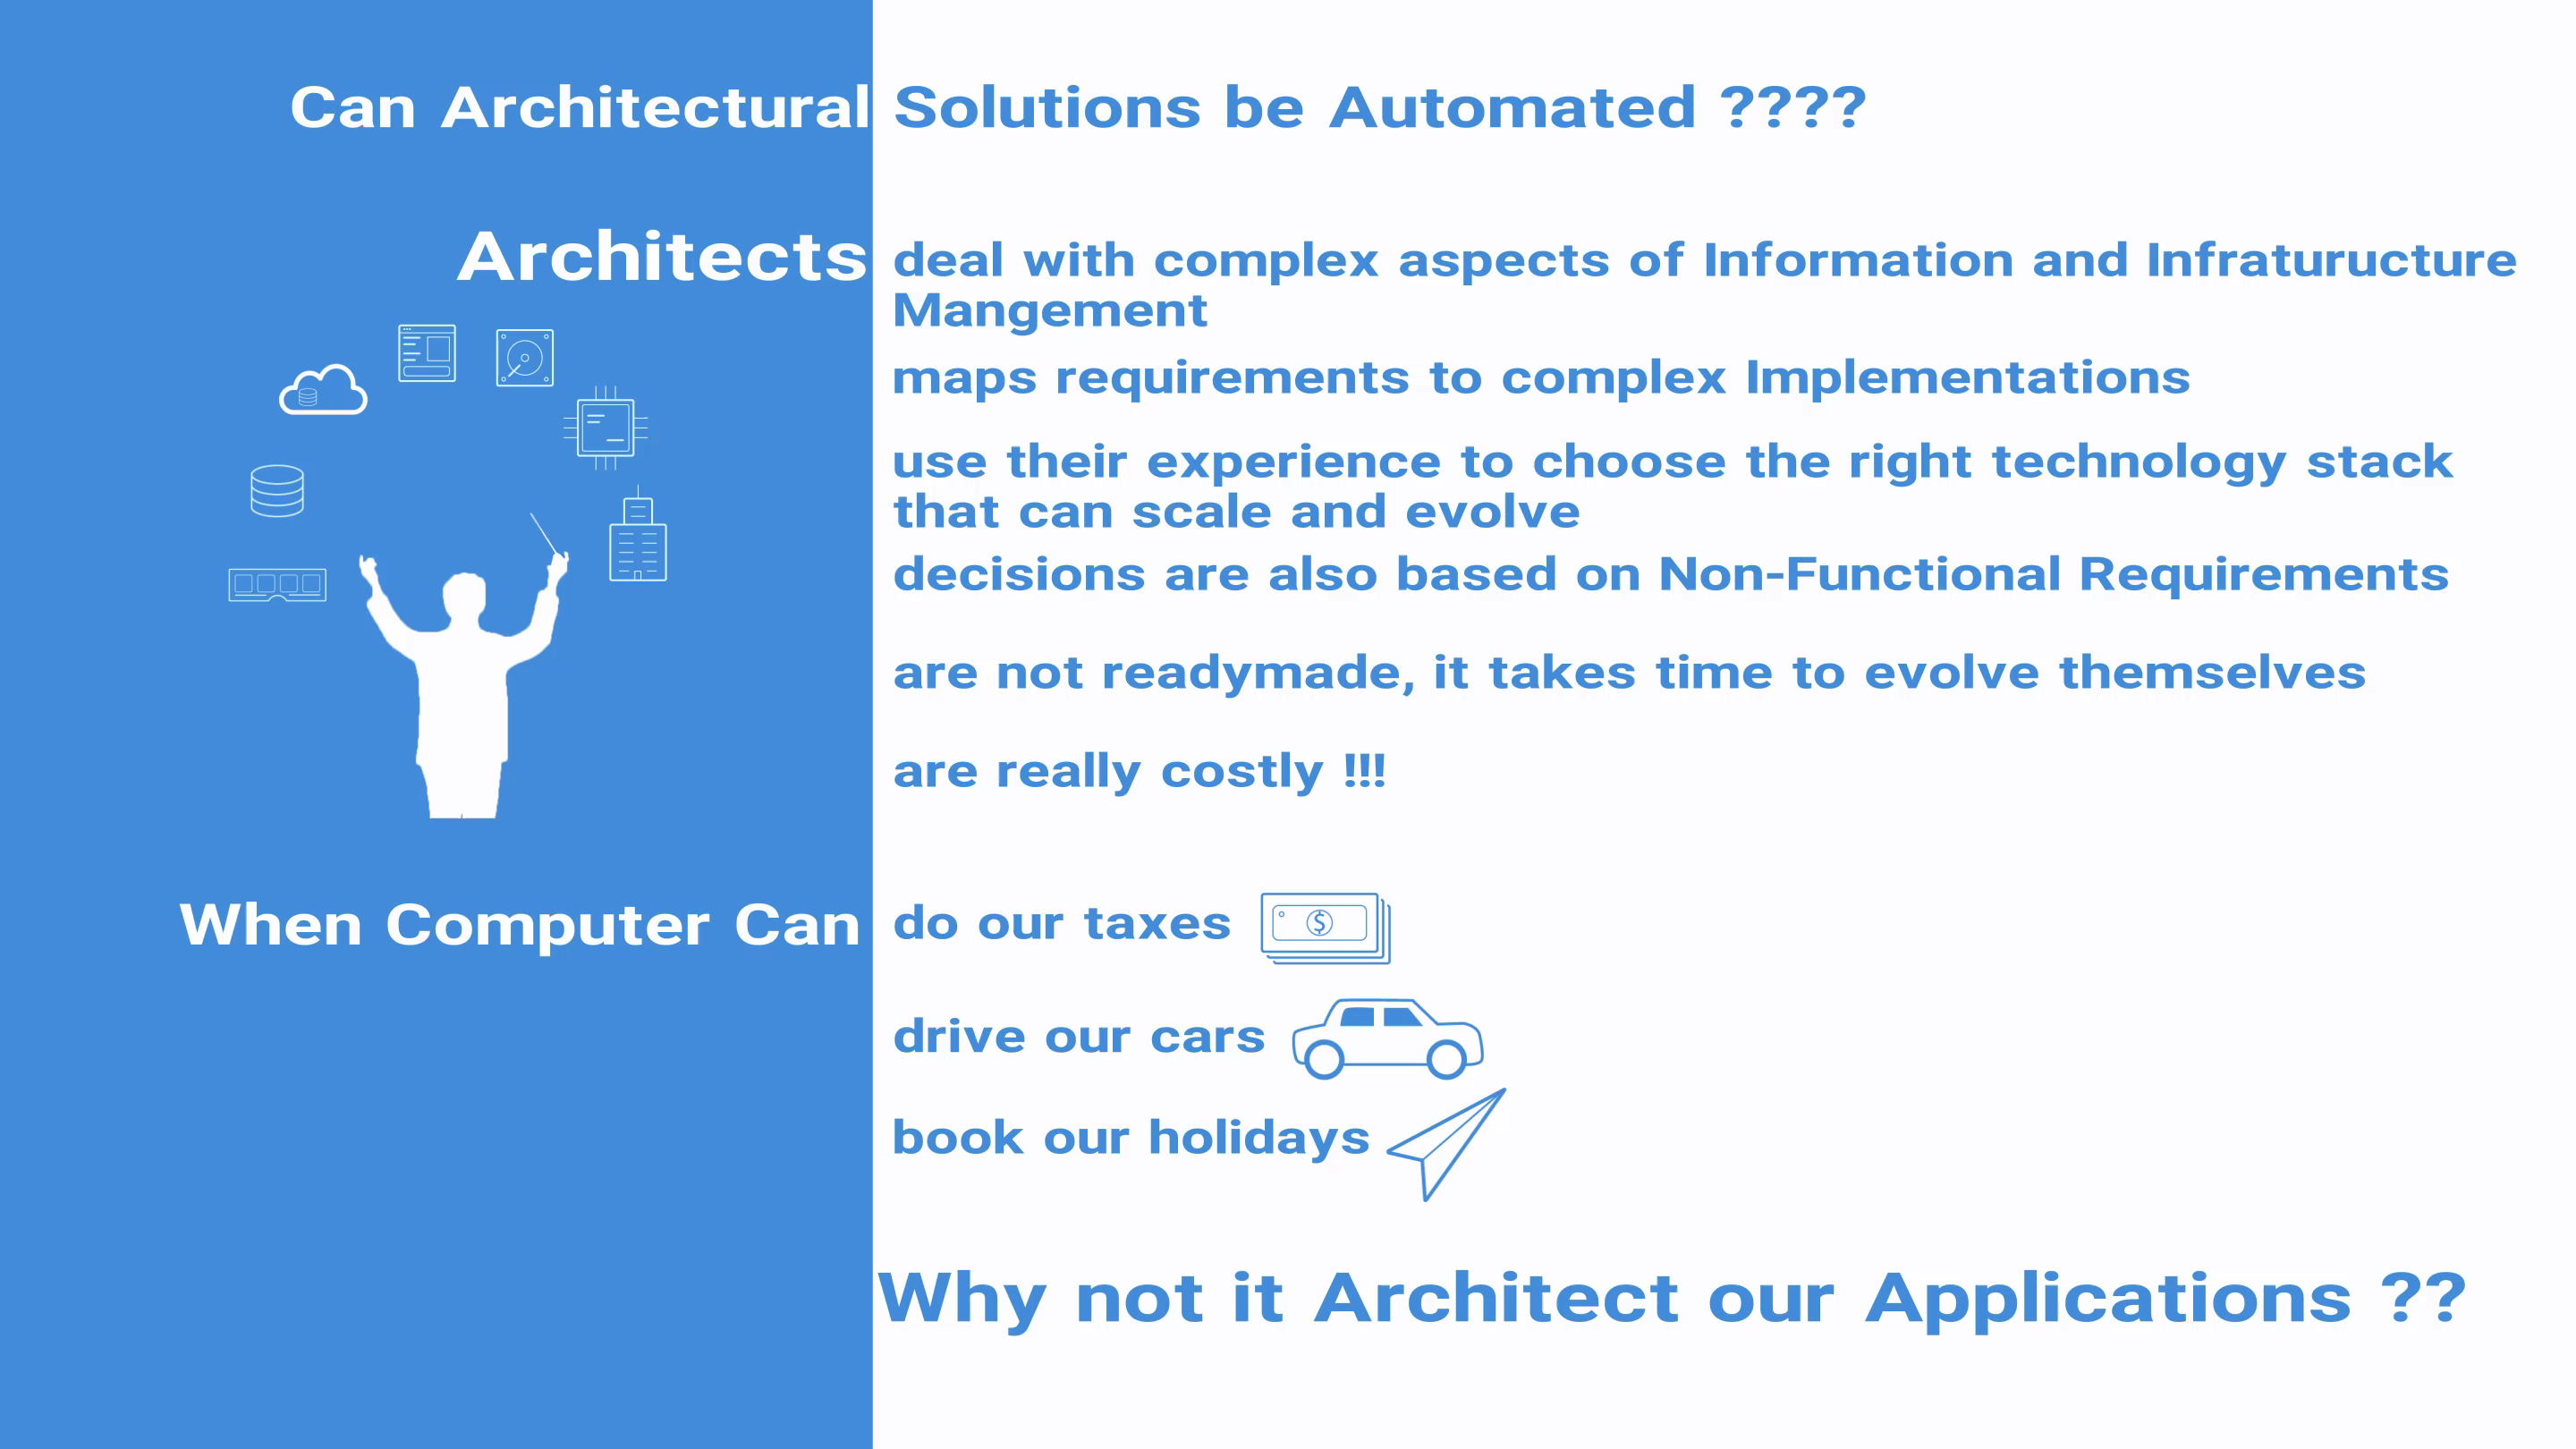 Can Architectural Solutions be Automated ????
Architects deal with complex aspects of Information and Infraturucture
Mangement
maps requirements to complex Implementations
use their experience to choose the right technology stack
that can scale and evolve
decisions are also based on Non-Functional Requirements
are not readymade, it takes time to evolve themselves
are really costly !!!
When Computer Can do our taxes
$
drive our cars
book our holidays
Why not it Architect our Applications ??